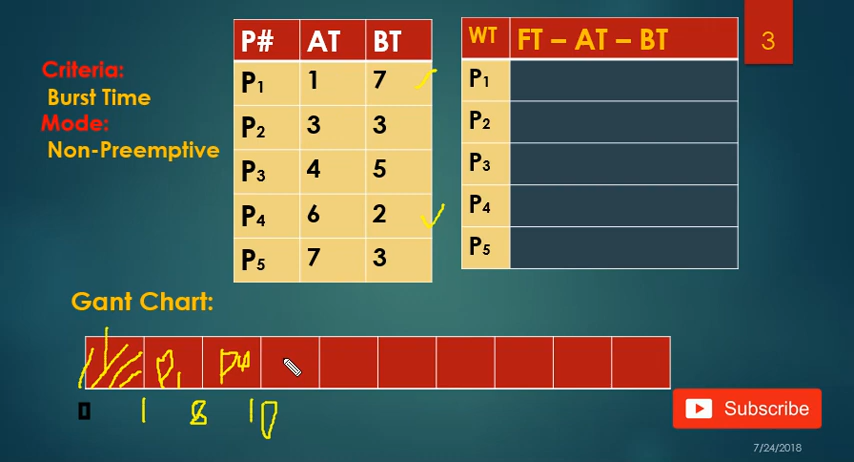 3
Criteria:
Burst Time
Mode:
Non-Preemptive
P# AT BT
P1 1 7
P2 3 3
P3 4 5
P4 6 2
P5 7 3
WT FT – AT – BT
P1
P2
P3
P4
P5
Gant Chart:
P1 P4
0 1 8 10
Subscribe
7/24/2018